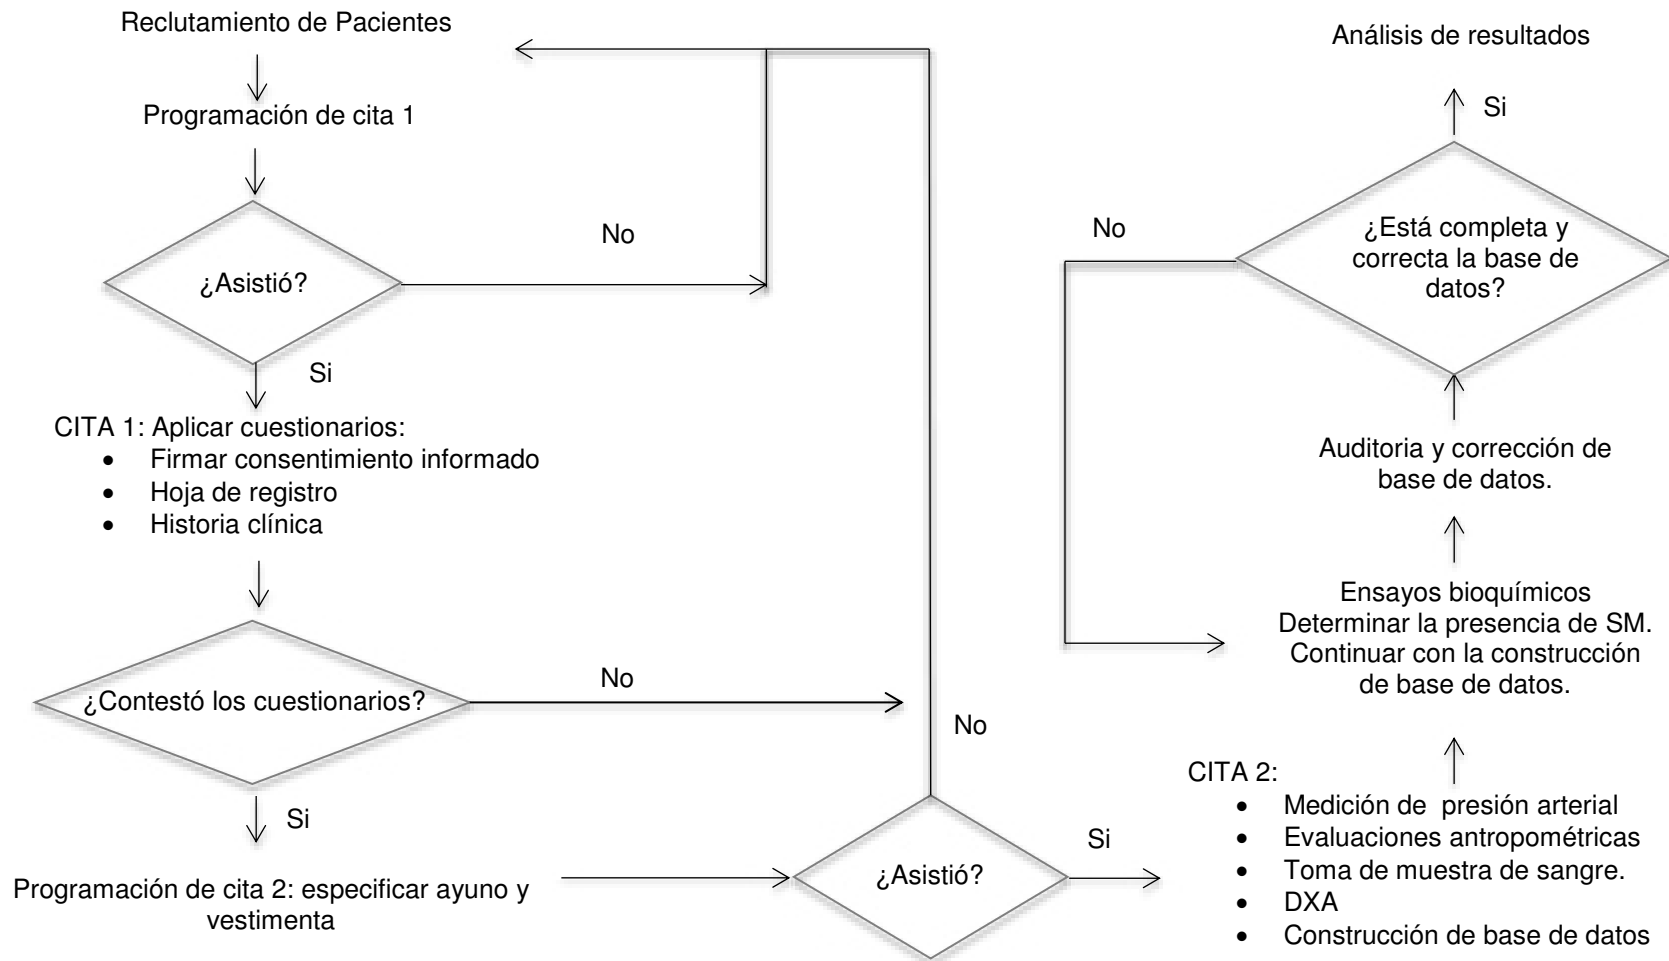 Reclutamiento de Pacientes
Programación de cita 1
¿Asistió?
No
Si
CITA 1: Aplicar cuestionarios:
• Firmar consentimiento informado
• Hoja de registro
• Historia clínica
¿Contestó los cuestionarios?
No
Si
Programación de cita 2: especificar ayuno y
vestimenta
¿Asistió?
No
Si
CITA 2:
• Medición de presión arterial
• Evaluaciones antropométricas
• Toma de muestra de sangre.
• DXA
• Construcción de base de datos
Ensayos bioquímicos
Determinar la presencia de SM.
Continuar con la construcción
de base de datos.
Auditoria y corrección de
base de datos.
¿Está completa y
correcta la base de
datos?
No
Si
Análisis de resultados